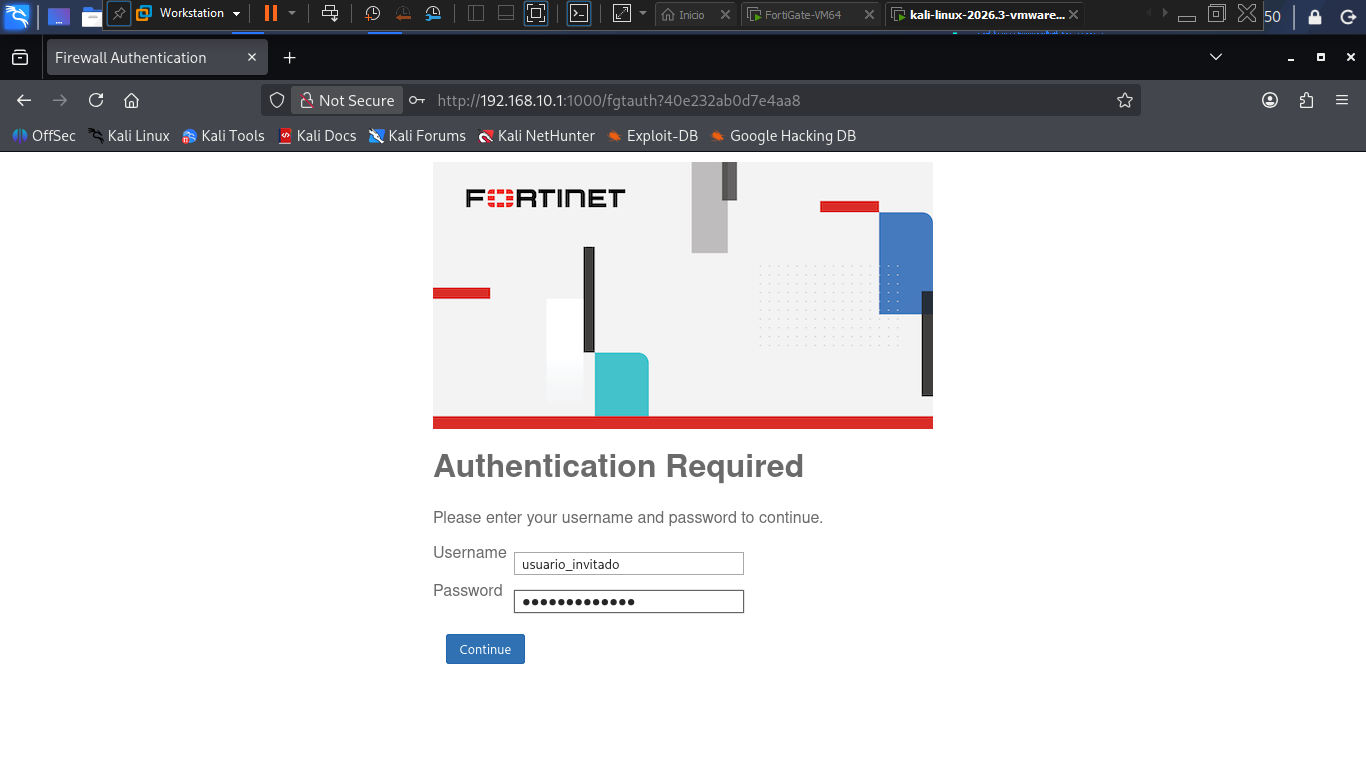 Workstation
Inicio
FortiGate-VM64
kali-linux-2026.3-vmware...
50
Firewall Authentication
Not Secure
http://192.168.10.1:1000/fgtauth?40e232ab0d7e4aa8
OffSec
Kali Linux
Kali Tools
Kali Docs
Kali Forums
Kali NetHunter
Exploit-DB
Google Hacking DB
FORTINET
Authentication Required
Please enter your username and password to continue.
Username
usuario_invitado
Password
•••••••••••••
Continue